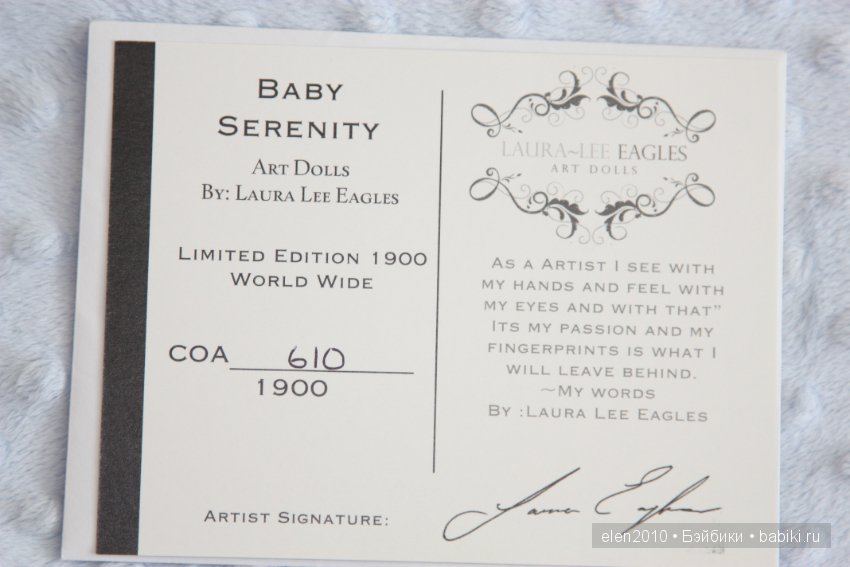 BABY
SERENITY
ART DOLLS
BY: LAURA LEE EAGLES
LIMITED EDITION 1900
WORLD WIDE
COA 610
1900
ARTIST SIGNATURE:
LAURA~LEE EAGLES
ART DOLLS
AS A ARTIST I SEE WITH
MY HANDS AND FEEL WITH
MY EYES AND WITH THAT"
ITS MY PASSION AND MY
FINGERPRINTS IS WHAT I
WILL LEAVE BEHIND.
~MY WORDS
BY :LAURA LEE EAGLES
Laura Eagles
elen2010 • Бэйбики • babiki.ru